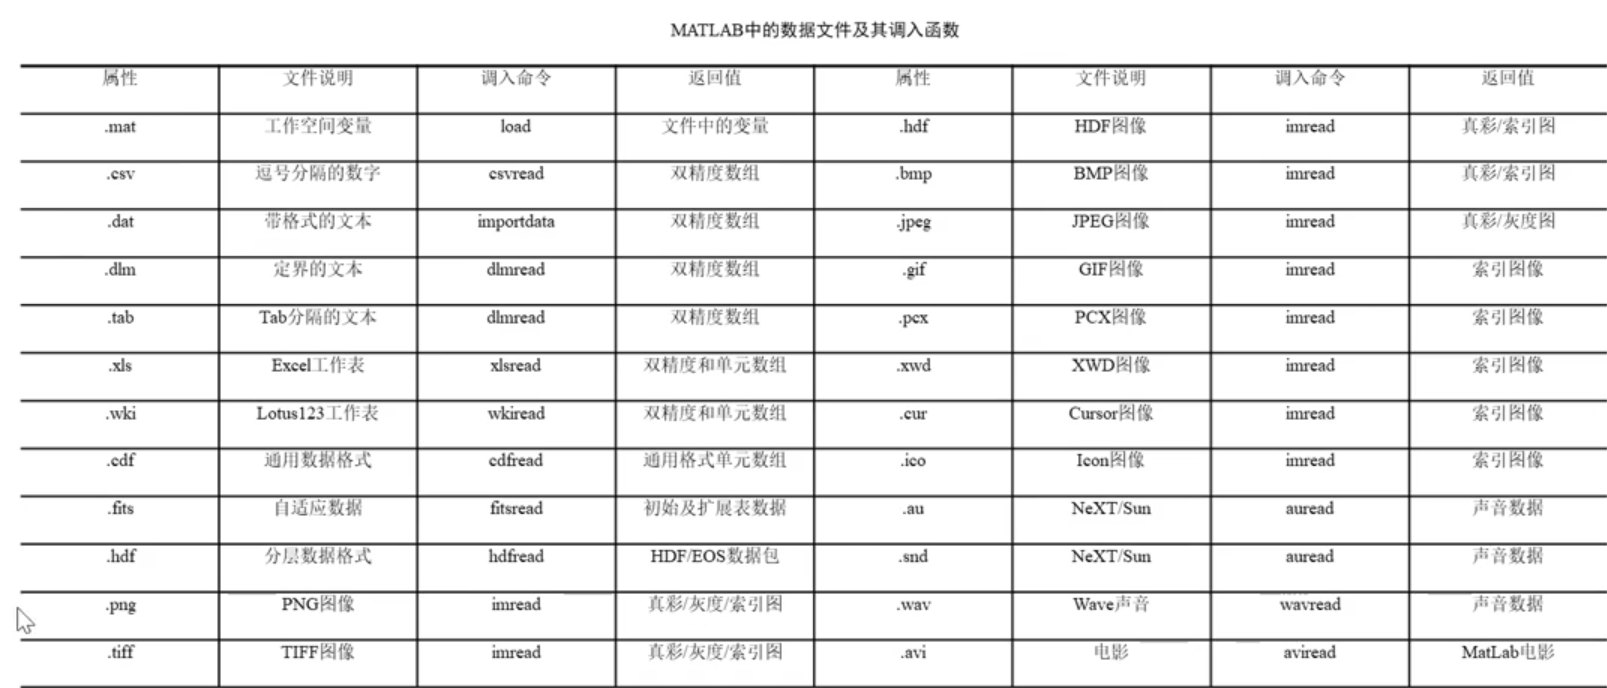 MATLAB中的数据文件及其调入函数
属性 文件说明 调入命令 返回值 属性 文件说明 调入命令 返回值
.mat 工作空间变量 load 文件中的变量 .hdf HDF图像 imread 真彩/索引图
.csv 逗号分隔的数字 csvread 双精度数组 .bmp BMP图像 imread 真彩/索引图
.dat 带格式的文本 importdata 双精度数组 .jpeg JPEG图像 imread 真彩/灰度图
.dlm 定界的文本 dlmread 双精度数组 .gif GIF图像 imread 索引图像
.tab Tab分隔的文本 dlmread 双精度数组 .pcx PCX图像 imread 索引图像
.xls Excel工作表 xlsread 双精度和单元数组 .xwd XWD图像 imread 索引图像
.wki Lotus123工作表 wkiread 双精度和单元数组 .cur Cursor图像 imread 索引图像
.cdf 通用数据格式 cdfread 通用格式单元数组 .ico Icon图像 imread 索引图像
.fits 自适应数据 fitsread 初始及扩展表数据 .au NeXT/Sun auread 声音数据
.hdf 分层数据格式 hdfread HDF/EOS数据包 .snd NeXT/Sun auread 声音数据
.png PNG图像 imread 真彩/灰度/索引图 .wav Wave声音 wavread 声音数据
.tiff TIFF图像 imread 真彩/灰度/索引图 .avi 电影 aviread MatLab电影